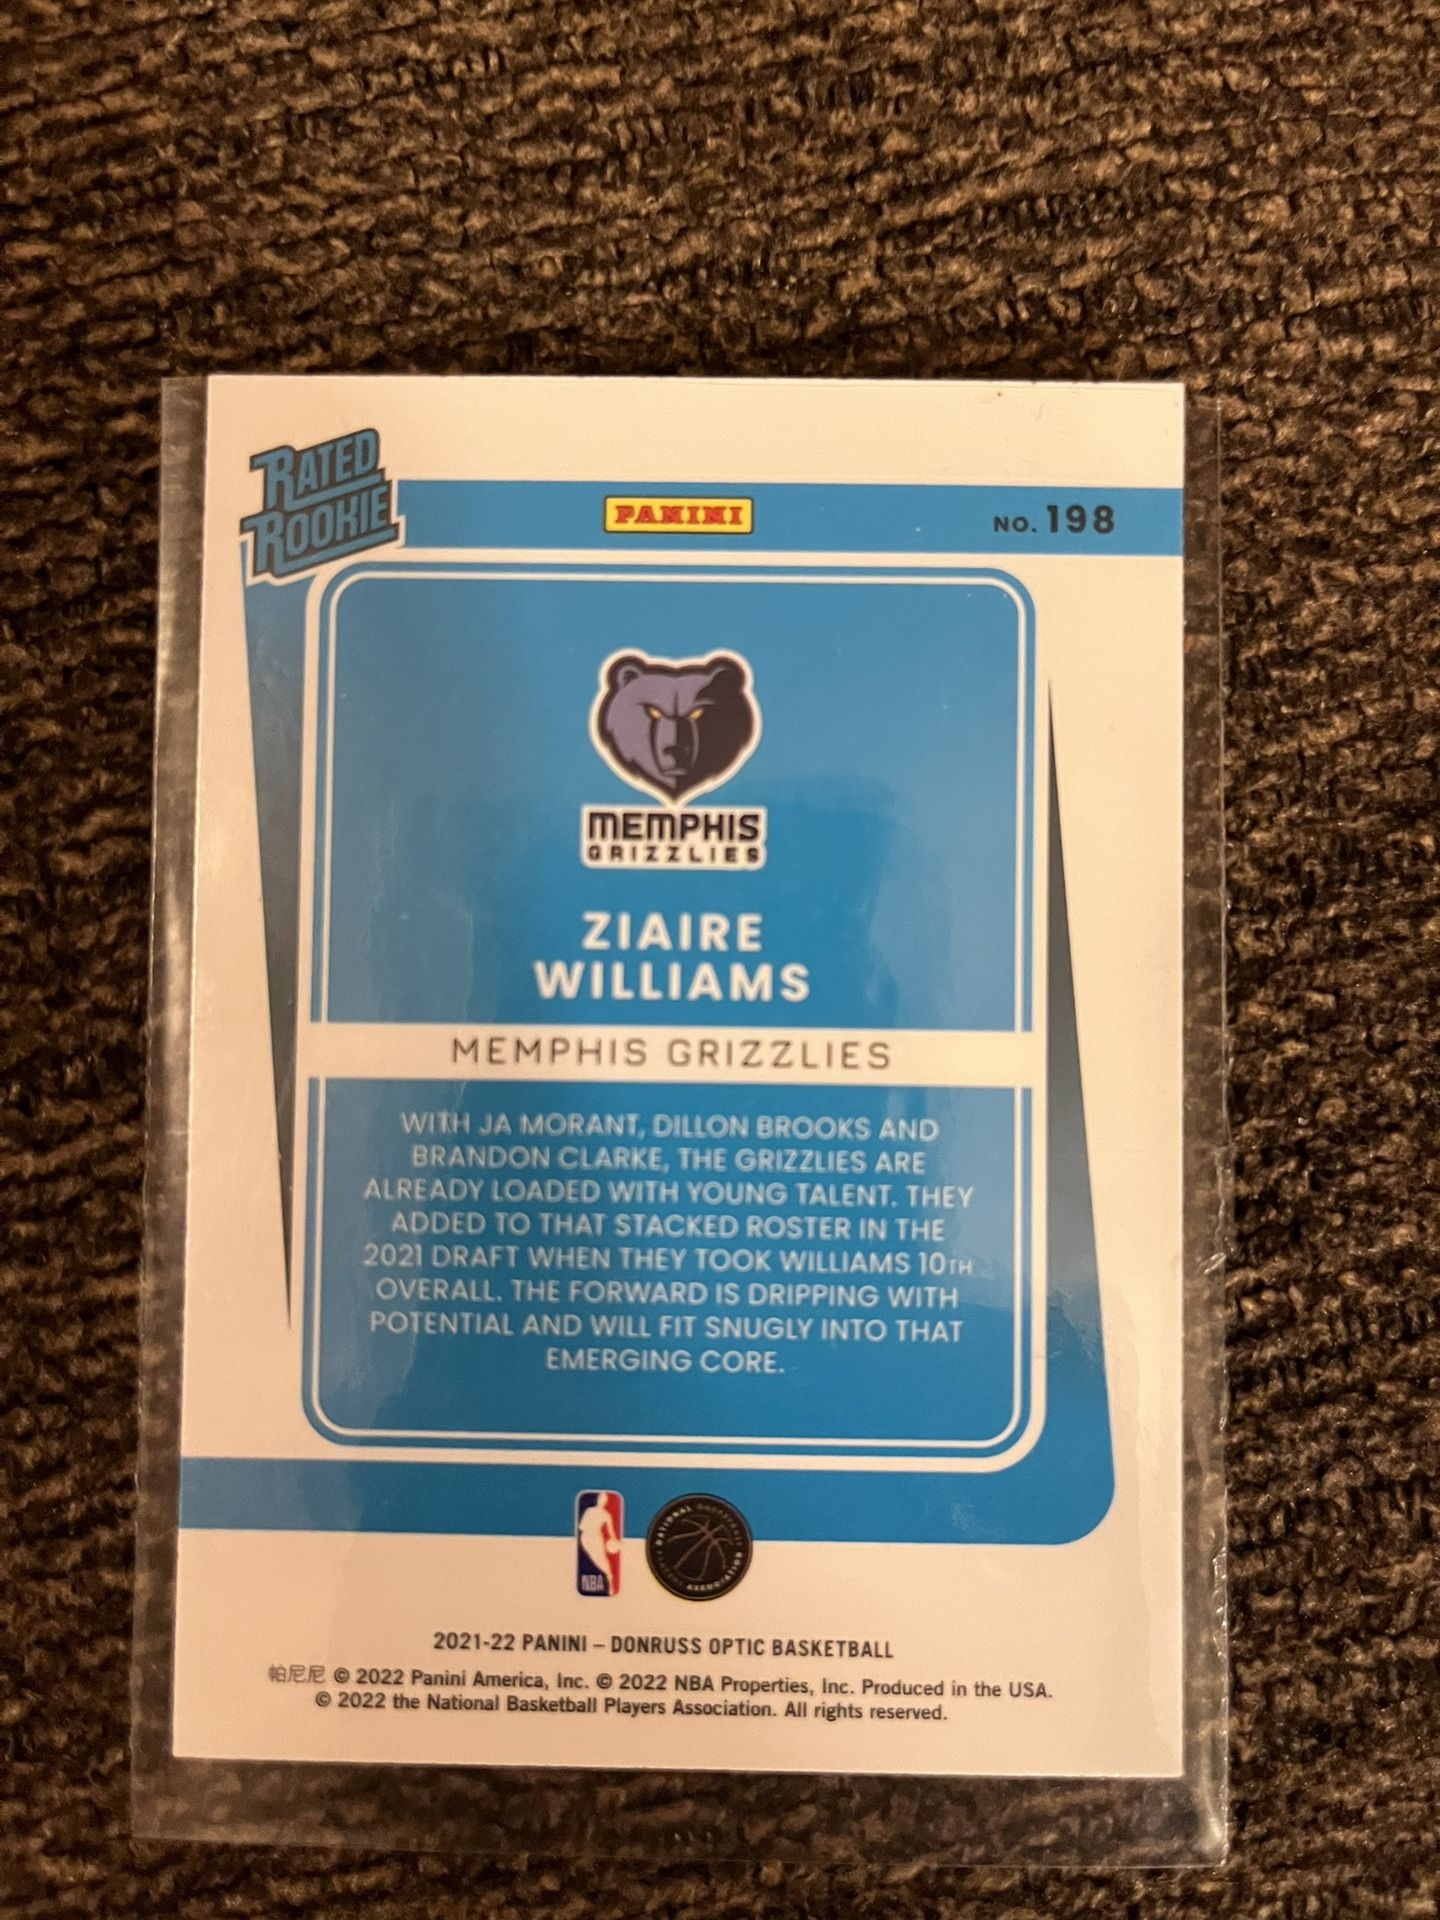 RATED
ROOKIE
PANINI
NO. 198
MEMPHIS
GRIZZLIES
ZIAIRE
WILLIAMS
MEMPHIS GRIZZLIES
WITH JA MORANT, DILLON BROOKS AND
BRANDON CLARKE, THE GRIZZLIES ARE
ALREADY LOADED WITH YOUNG TALENT. THEY
ADDED TO THAT STACKED ROSTER IN THE
2021 DRAFT WHEN THEY TOOK WILLIAMS 10TH
OVERALL. THE FORWARD IS DRIPPING WITH
POTENTIAL AND WILL FIT SNUGLY INTO THAT
EMERGING CORE.
NBA
NATIONAL BASKETBALL
PLAYERS ASSOCIATION
2021-22 PANINI – DONRUSS OPTIC BASKETBALL
帕尼尼 © 2022 Panini America, Inc. © 2022 NBA Properties, Inc. Produced in the USA.
© 2022 the National Basketball Players Association. All rights reserved.